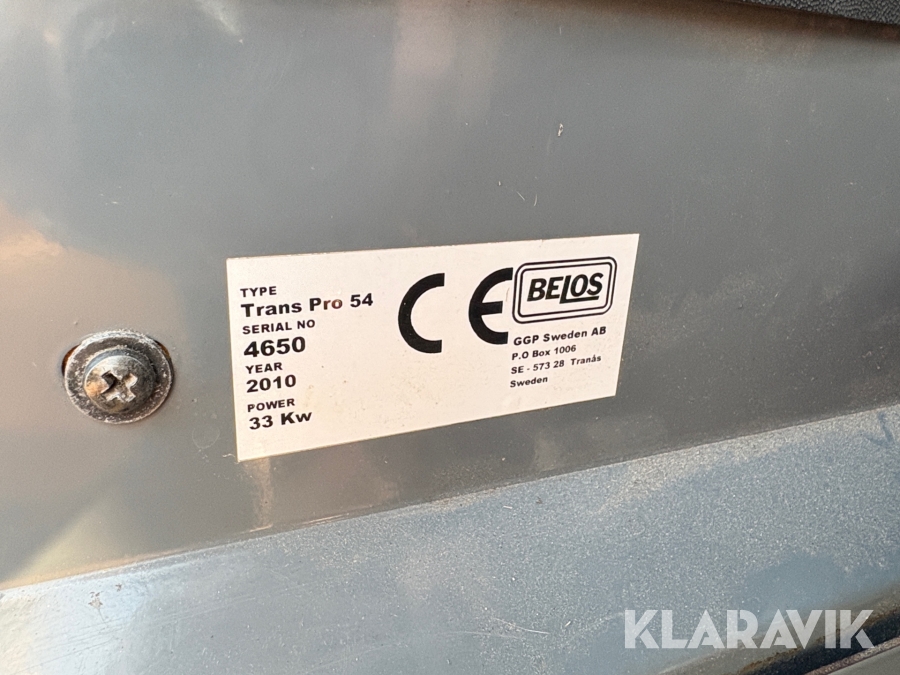 TYPE
Trans Pro 54
SERIAL NO
4650
YEAR
2010
POWER
33 Kw
CE
BELOS
GGP Sweden AB
P.O Box 1006
SE - 573 28 Tranås
Sweden
KLARAVIK